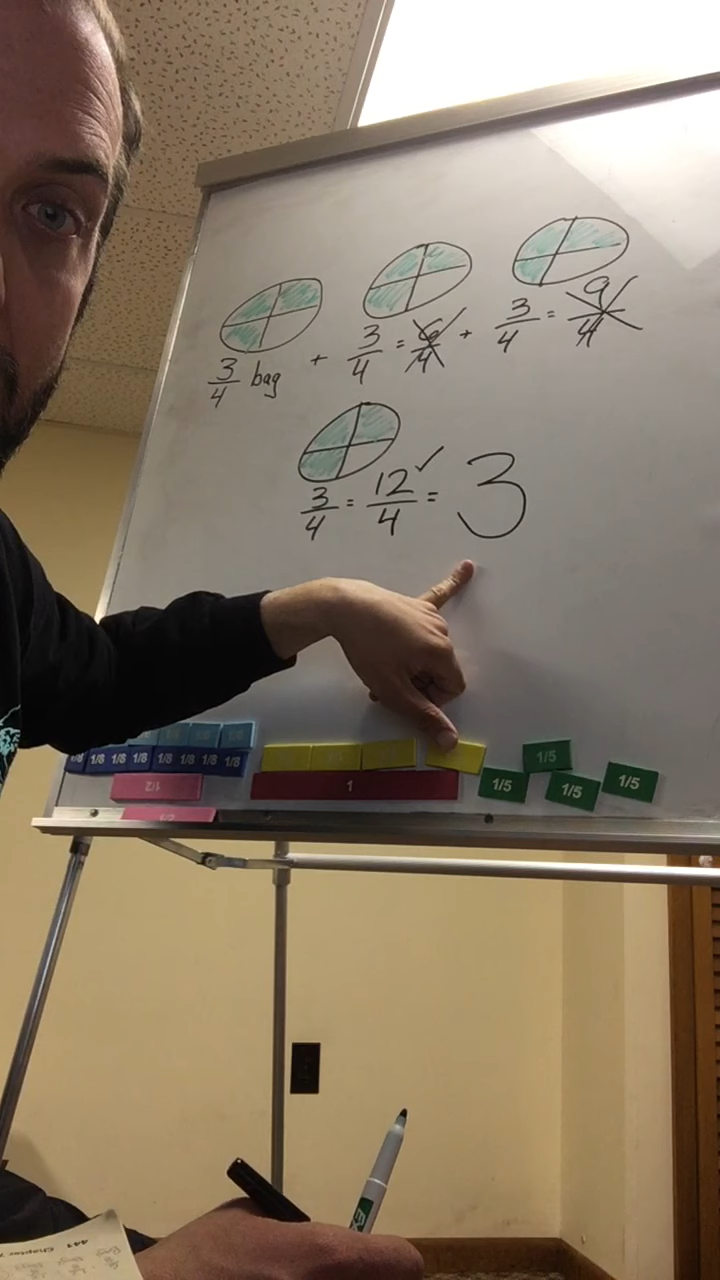 3/4 bag + 3/4 = 6/4 + 3/4 = 9/4
3/4 = 12/4 ✓ = 3
1/8 1/8 1/8 1/8 1/8 1/8 1/8
1/2
1
1/5
1/5 1/5 1/5